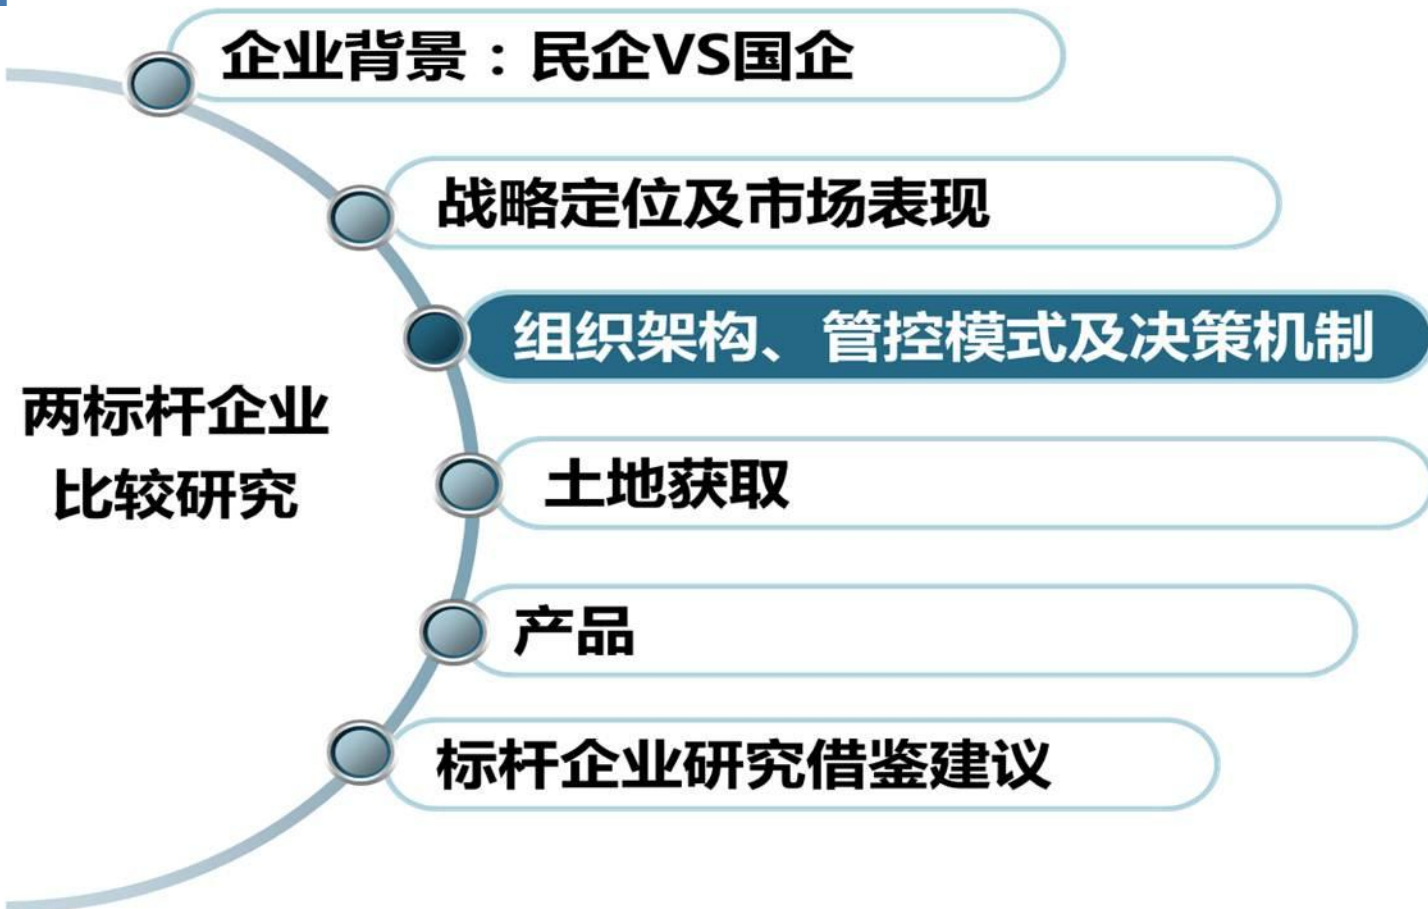 企业背景：民企VS国企
战略定位及市场表现
组织架构、管控模式及决策机制
两标杆企业
比较研究
土地获取
产品
标杆企业研究借鉴建议